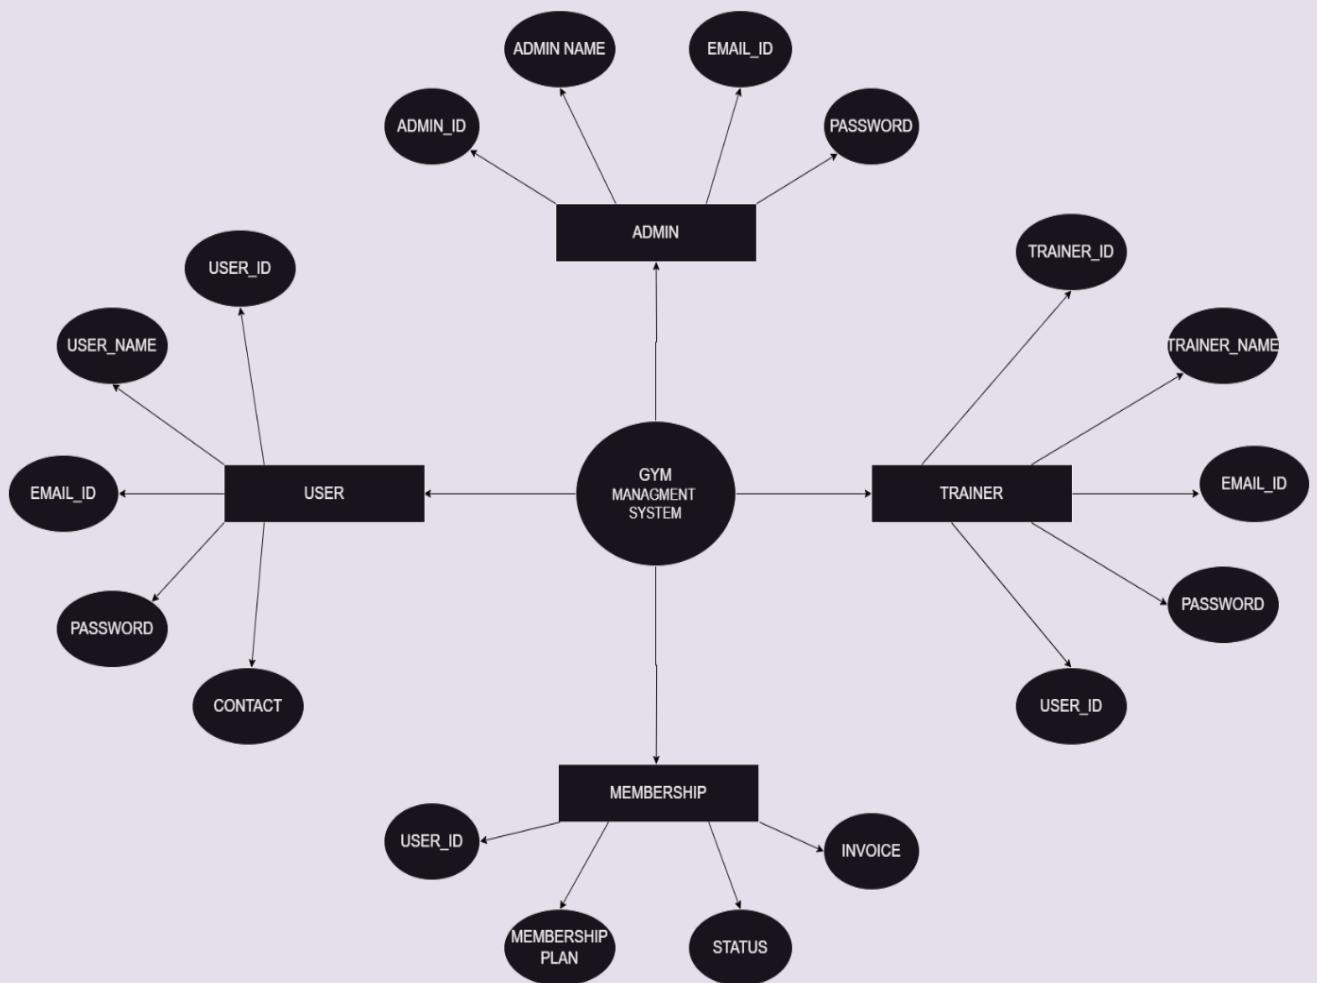 ADMIN NAME
EMAIL_ID
ADMIN_ID
PASSWORD
ADMIN
TRAINER_ID
USER_ID
USER_NAME
TRAINER_NAME
GYM
MANAGMENT
SYSTEM
EMAIL_ID
USER
TRAINER
EMAIL_ID
PASSWORD
PASSWORD
CONTACT
USER_ID
MEMBERSHIP
USER_ID
INVOICE
MEMBERSHIP
PLAN
STATUS